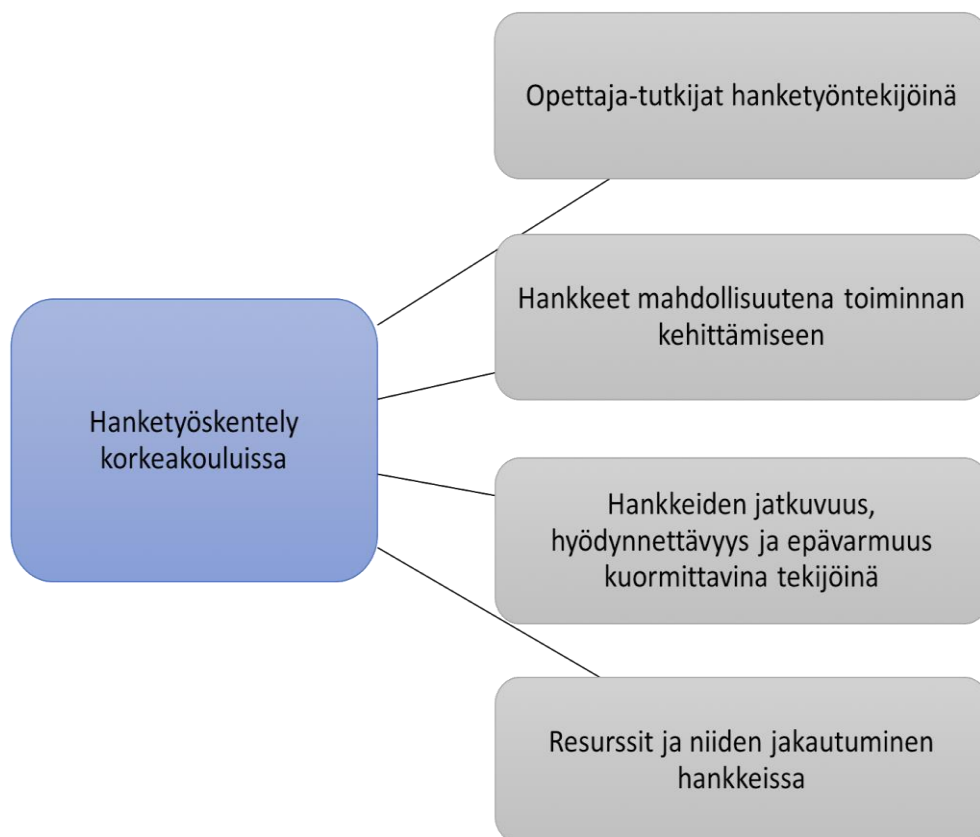 Opettaja-tutkijat hanketyöntekijöinä
Hankkeet mahdollisuutena toiminnan
kehittämiseen
Hanketyöskentely
korkeakouluissa
Hankkeiden jatkuvuus,
hyödynnettävyys ja epävarmuus
kuormittavina tekijöinä
Resurssit ja niiden jakautuminen
hankkeissa